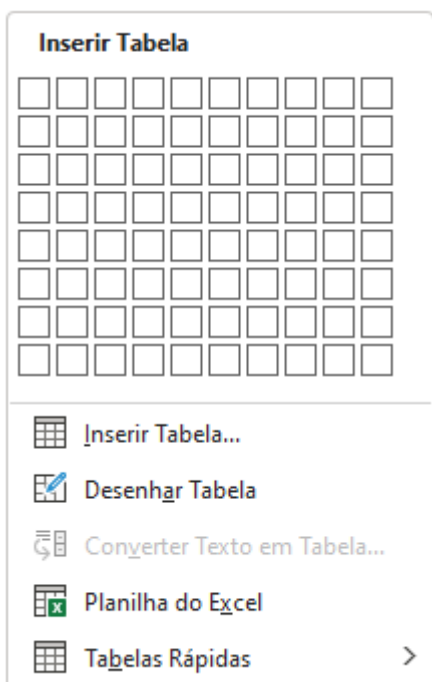 Inserir Tabela
Inserir Tabela...
Desenhar Tabela
Converter Texto em Tabela...
Planilha do Excel
Tabelas Rápidas